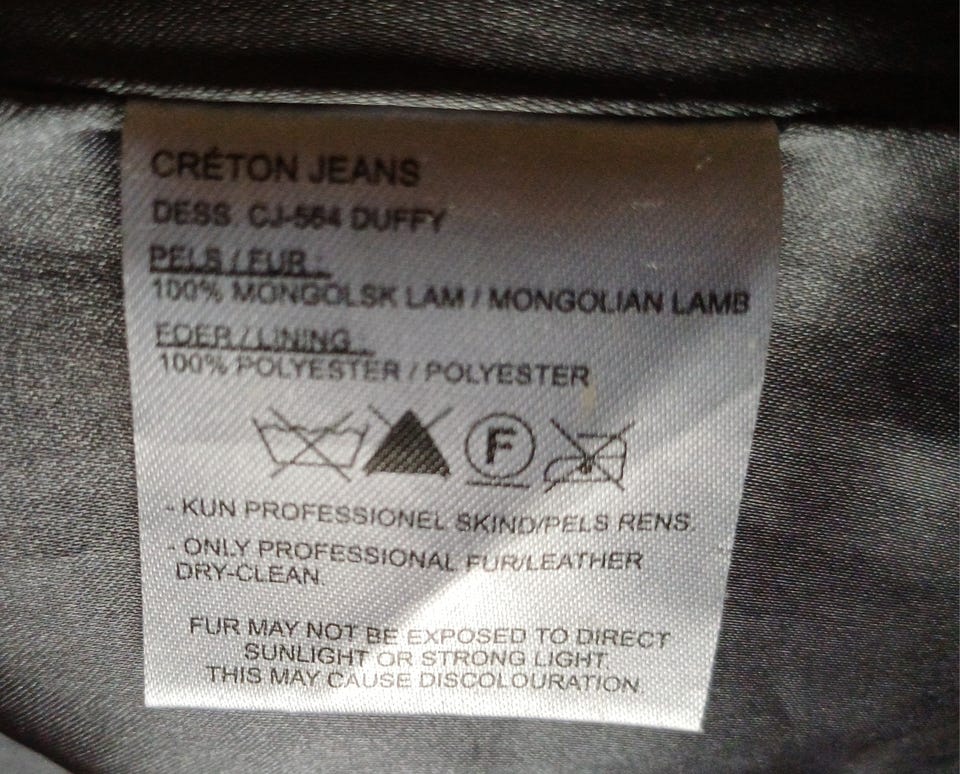 CRÉTON JEANS
DESS CJ-564 DUFFY
PELS / FUR :
100% MONGOLSK LAM / MONGOLIAN LAMB
FOER / LINING :
100% POLYESTER / POLYESTER
F
- KUN PROFESSIONEL SKIND/PELS RENS.
- ONLY PROFESSIONAL FUR/LEATHER
DRY-CLEAN.
FUR MAY NOT BE EXPOSED TO DIRECT
SUNLIGHT OR STRONG LIGHT.
THIS MAY CAUSE DISCOLOURATION.